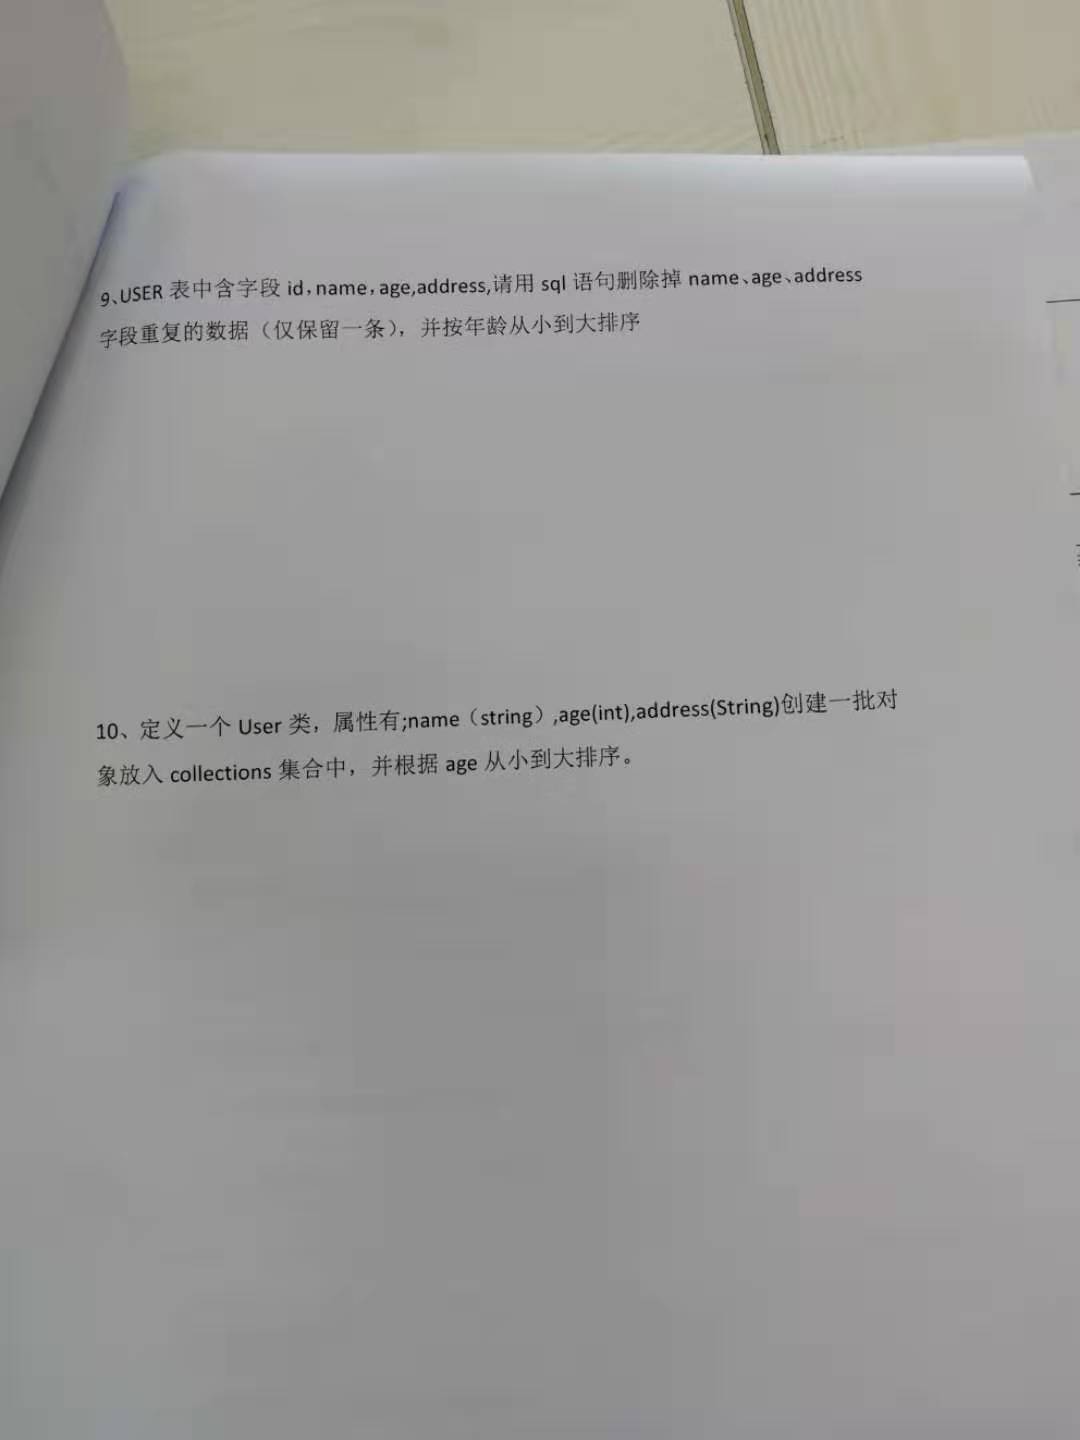 9、USER 表中含字段 id，name，age,address,请用 sql 语句删除掉 name、age、address
字段重复的数据（仅保留一条），并按年龄从小到大排序
10、定义一个 User 类，属性有;name（string）,age(int),address(String)创建一批对
象放入 collections 集合中，并根据 age 从小到大排序。